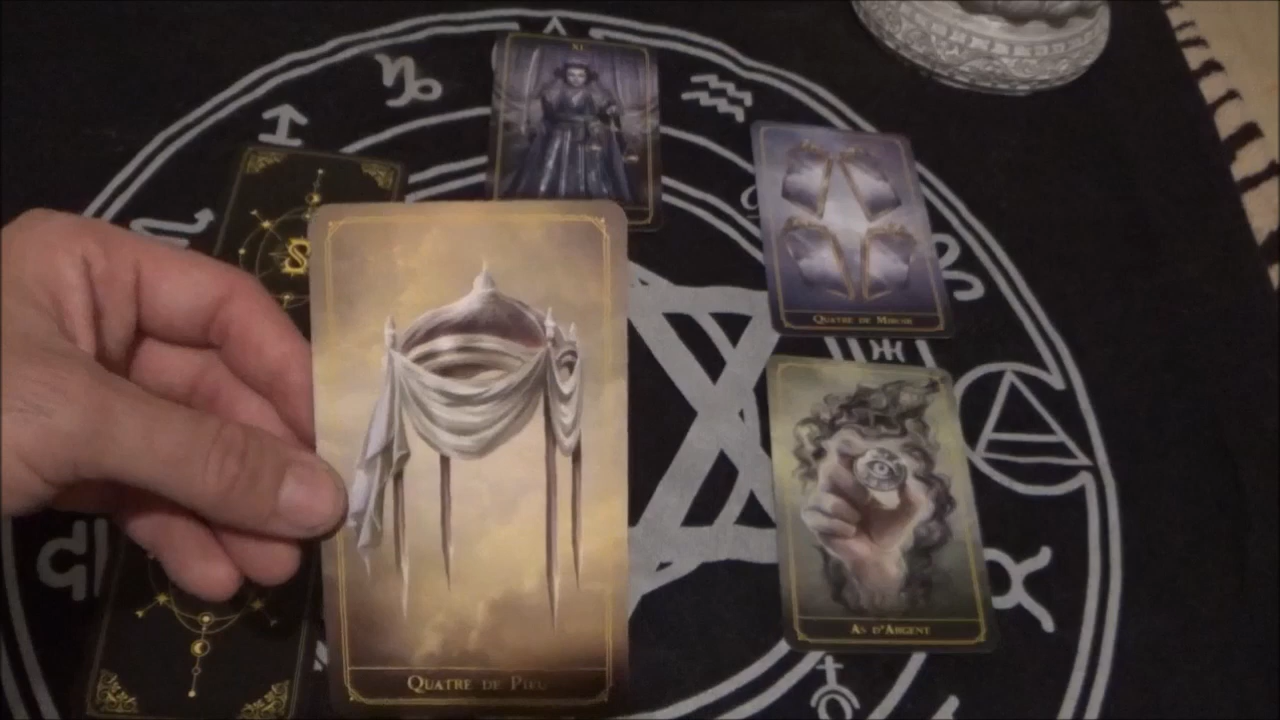 XI
S
QUATRE DE MIROIR
AS D'ARGENT
QUATRE DE PIEU